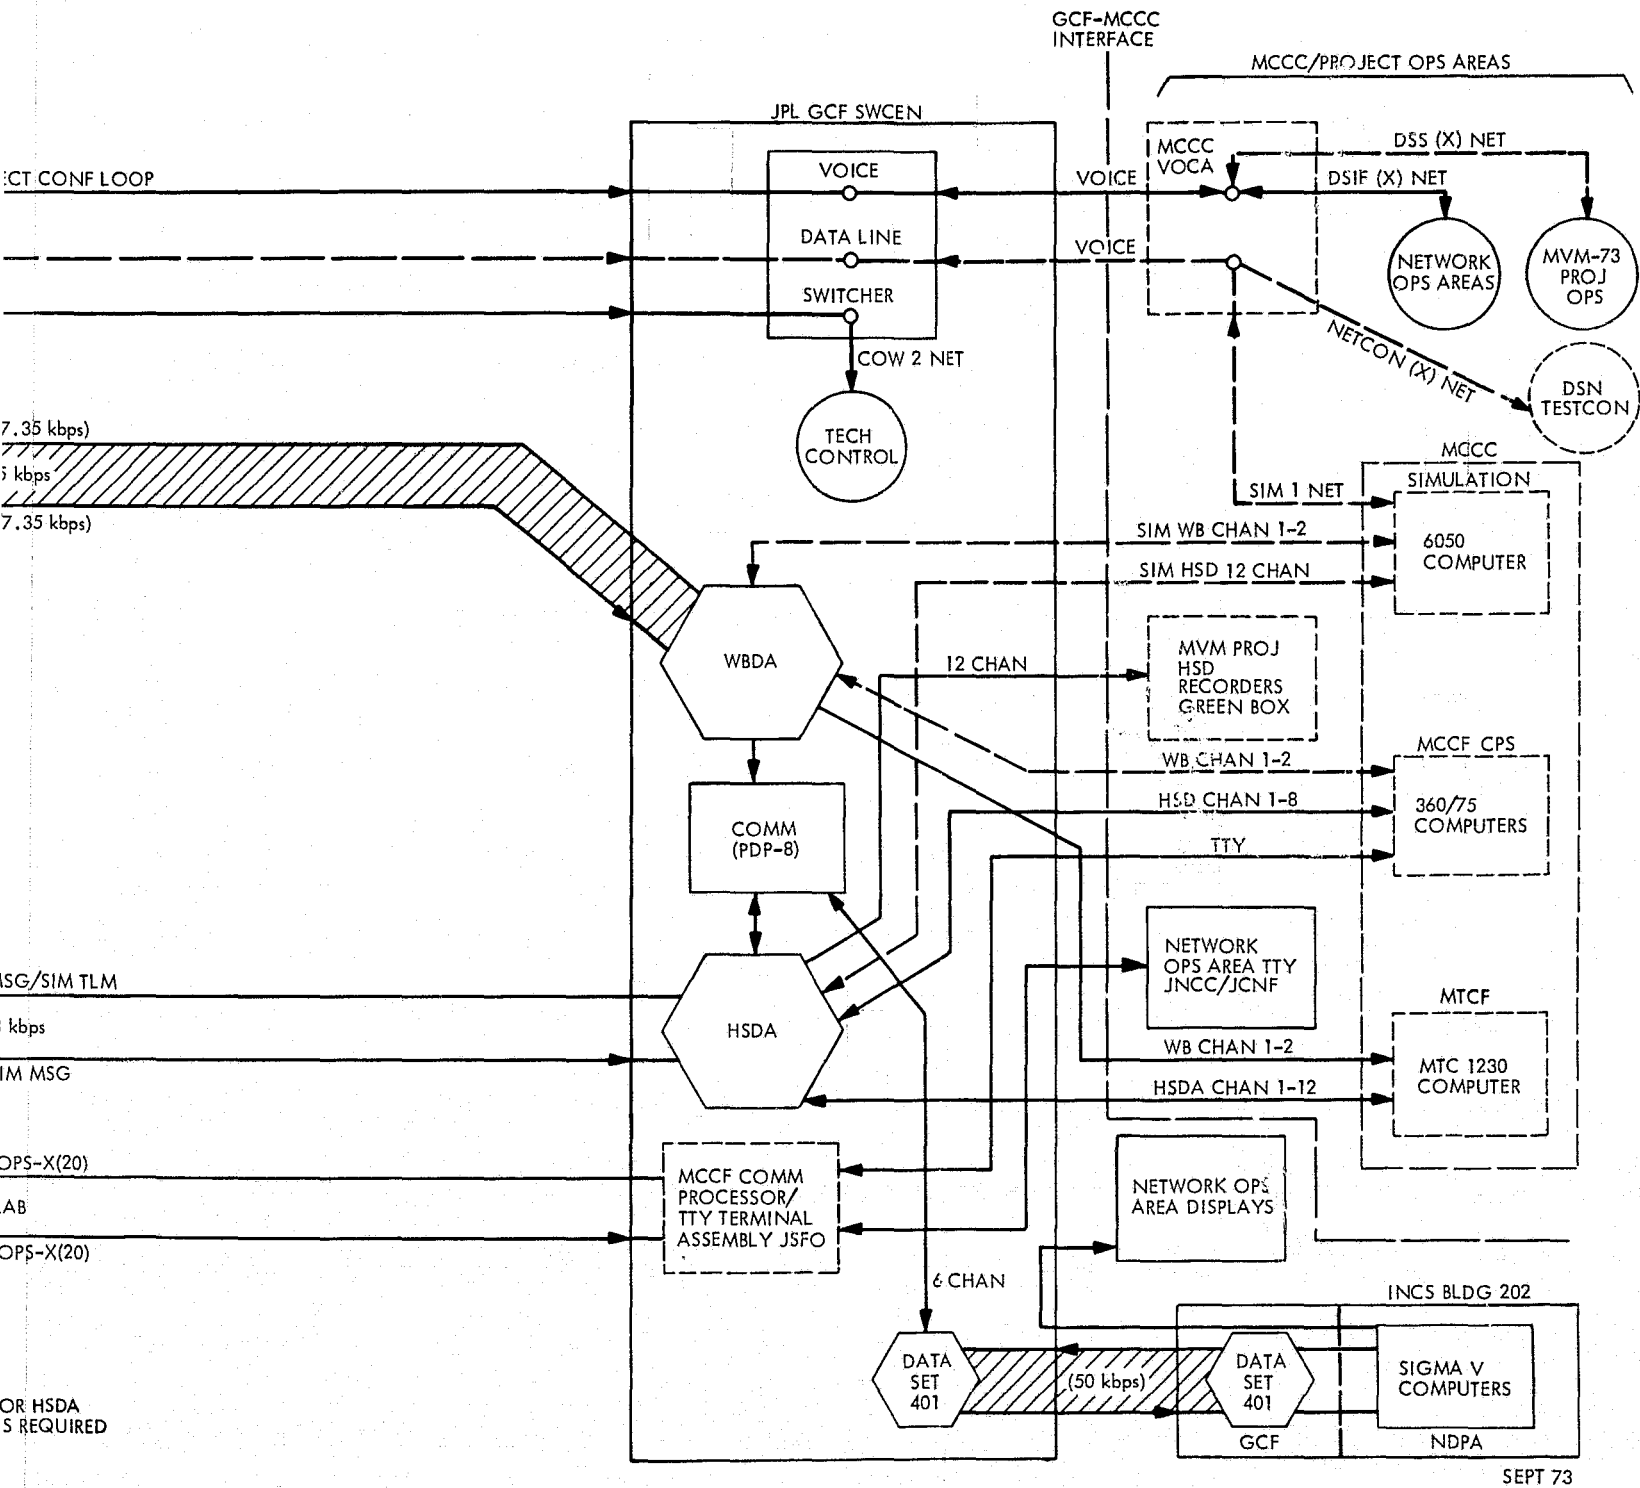 GCF-MCCC
INTERFACE
MCCC/PROJECT OPS AREAS
JPL GCF SWCEN
ECT CONF LOOP
VOICE
VOICE
MCCC
VOCA
DSS (X) NET
DSIF (X) NET
DATA LINE
VOICE
SWITCHER
NETWORK
OPS AREAS
MVM-73
PROJ
OPS
COW 2 NET
NETCON (X) NET
DSN
TESTCON
TECH
CONTROL
7.35 kbps)
kbps
7.35 kbps)
MCCC
SIMULATION
SIM 1 NET
SIM WB CHAN 1-2
6050
COMPUTER
SIM HSD 12 CHAN
WBDA
12 CHAN
MVM PROJ
HSD
RECORDERS
GREEN BOX
MCCF CPS
WB CHAN 1-2
HSD CHAN 1-8
360/75
COMPUTERS
TTY
COMM
(PDP-8)
NETWORK
OPS AREA TTY
JNCC/JCNF
MSG/SIM TLM
kbps
IM MSG
HSDA
MTCF
WB CHAN 1-2
MTC 1230
COMPUTER
HSDA CHAN 1-12
OPS-X(20)
LAB
OPS-X(20)
MCCF COMM
PROCESSOR/
TTY TERMINAL
ASSEMBLY JSFO
NETWORK OPS
AREA DISPLAYS
6 CHAN
INCS BLDG 202
DATA
SET
401
(50 kbps)
DATA
SET
401
SIGMA V
COMPUTERS
GCF
NDPA
OR HSDA
S REQUIRED
SEPT 73